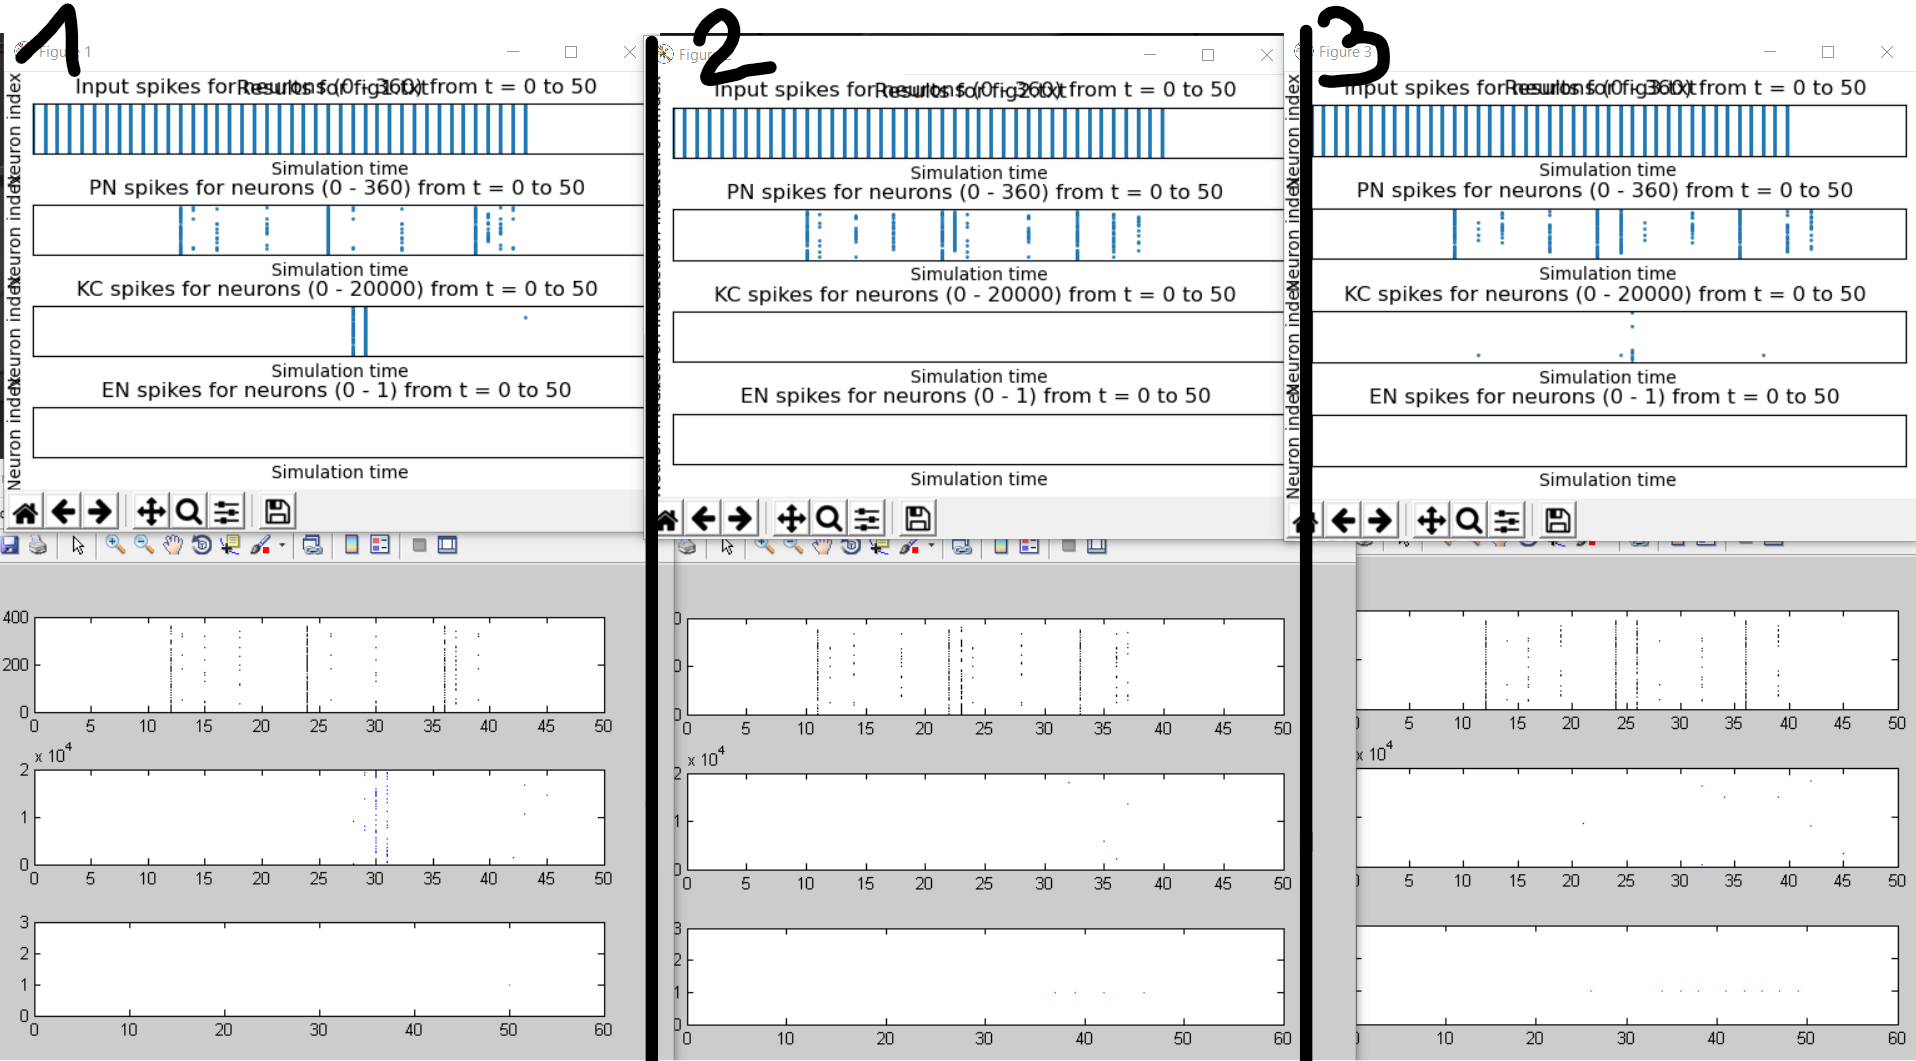 1
2
3
Figure 1
Input spikes for neurons (0 - 360) from t = 0 to 50
Results for fig1.txt
Neuron index
Simulation time
PN spikes for neurons (0 - 360) from t = 0 to 50
Neuron index
Simulation time
KC spikes for neurons (0 - 20000) from t = 0 to 50
Neuron index
Simulation time
EN spikes for neurons (0 - 1) from t = 0 to 50
Neuron index
Simulation time
400
200
0
0 5 10 15 20 25 30 35 40 45 50
x 10^4
2
1
0
0 5 10 15 20 25 30 35 40 45 50
3
2
1
0
0 10 20 30 40 50 60
Input spikes for neurons (0 - 360) from t = 0 to 50
Results for fig2.txt
Simulation time
PN spikes for neurons (0 - 360) from t = 0 to 50
Simulation time
KC spikes for neurons (0 - 20000) from t = 0 to 50
Simulation time
EN spikes for neurons (0 - 1) from t = 0 to 50
Simulation time
0
0
0
0 5 10 15 20 25 30 35 40 45 50
x 10^4
2
1
0
0 5 10 15 20 25 30 35 40 45 50
3
2
1
0
0 10 20 30 40 50 60
Figure 3
Input spikes for neurons (0 - 360) from t = 0 to 50
Results for fig3.txt
Neuron index
Simulation time
PN spikes for neurons (0 - 360) from t = 0 to 50
Neuron index
Simulation time
KC spikes for neurons (0 - 20000) from t = 0 to 50
Neuron index
Simulation time
EN spikes for neurons (0 - 1) from t = 0 to 50
Neuron index
Simulation time
5 10 15 20 25 30 35 40 45 50
x 10^4
5 10 15 20 25 30 35 40 45 50
10 20 30 40 50 60